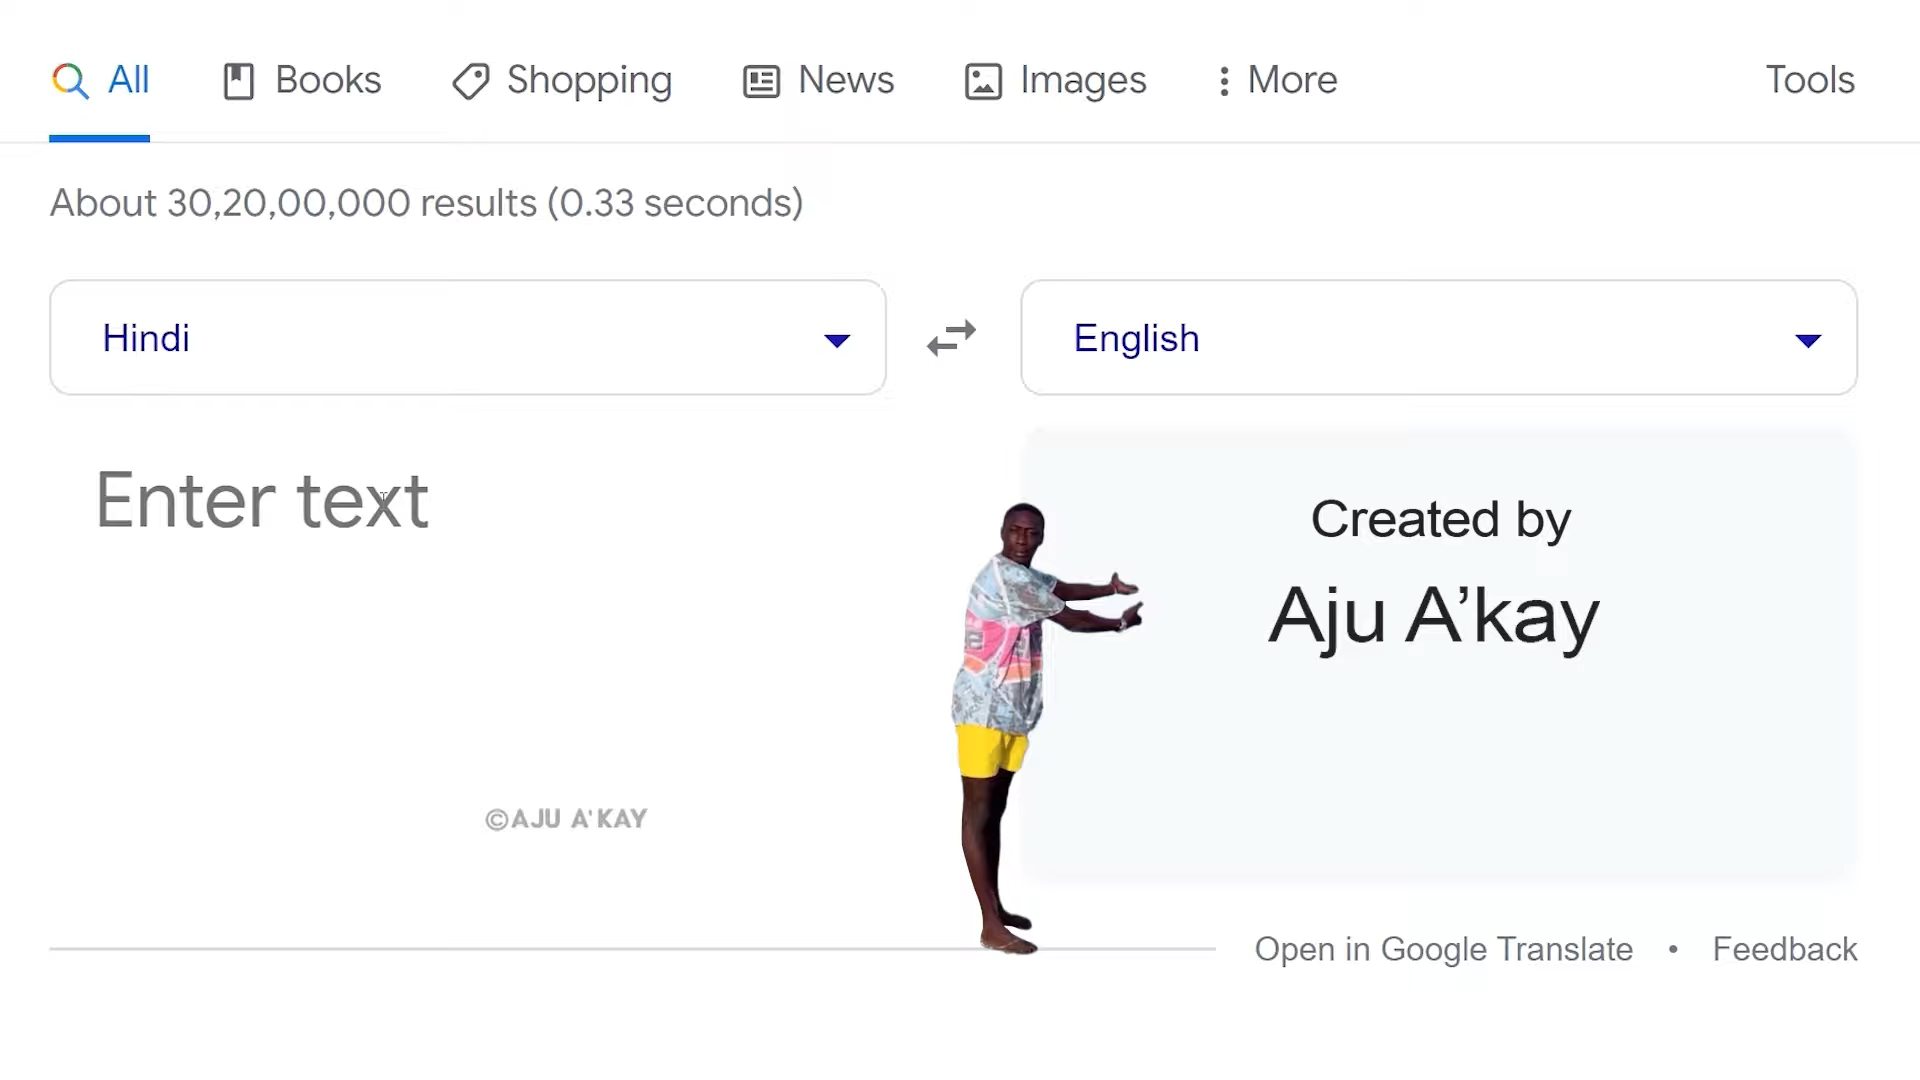 All Books Shopping News Images More Tools
About 30,20,00,000 results (0.33 seconds)
Hindi English
Enter text
Created by
Aju A’kay
©AJU A'KAY
Open in Google Translate • Feedback